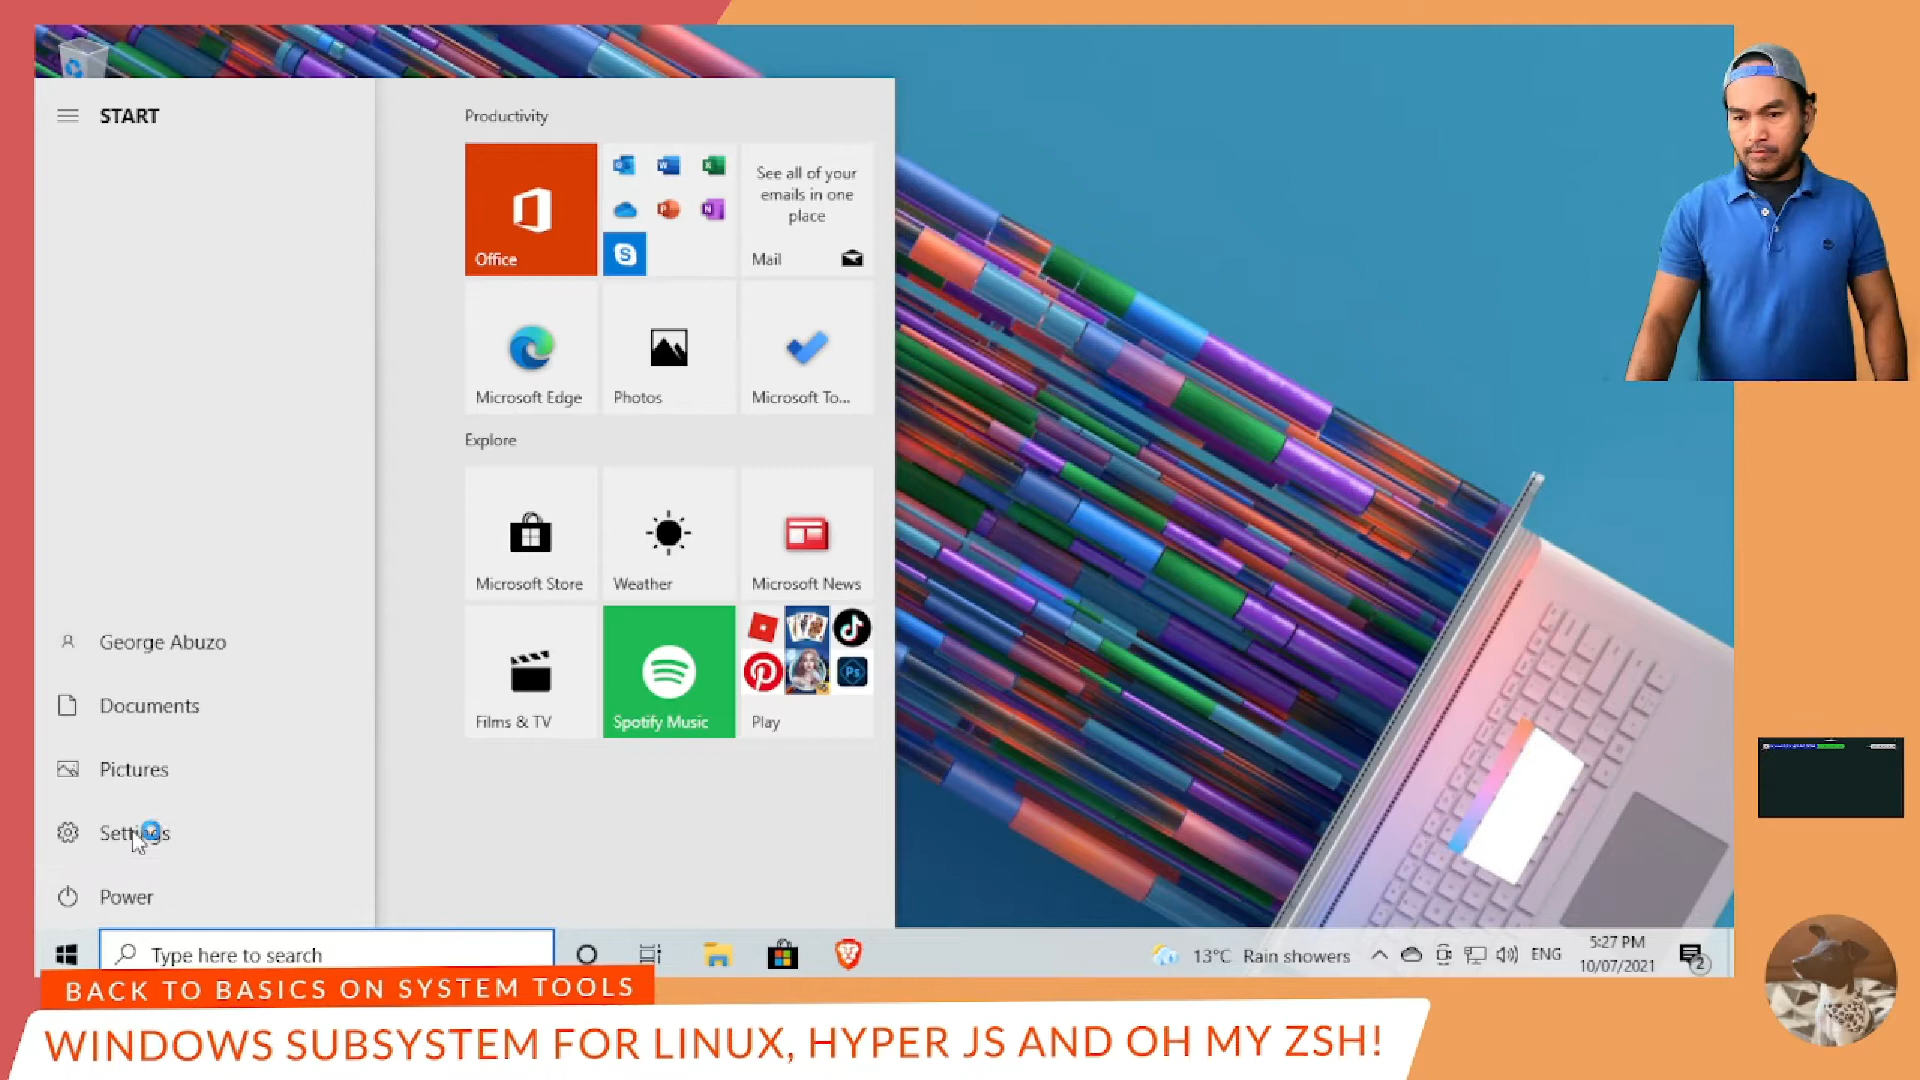 START
Productivity
Office
See all of your
emails in one
place
Mail
Microsoft Edge
Photos
Microsoft To...
Explore
Microsoft Store
Weather
Microsoft News
Films & TV
Spotify Music
Ps
Play
George Abuzo
Documents
Pictures
Settings
Power
Type here to search
13°C Rain showers
ENG
5:27 PM
10/07/2021
2
BACK TO BASICS ON SYSTEM TOOLS
WINDOWS SUBSYSTEM FOR LINUX, HYPER JS AND OH MY ZSH!